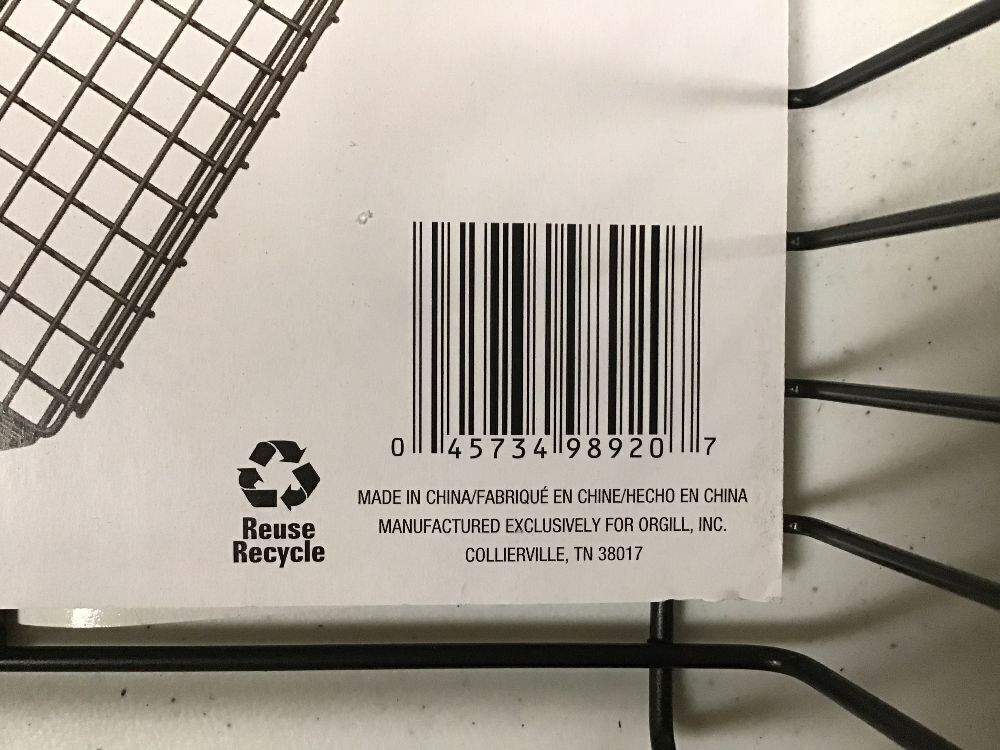 0 45734 98920 7
Reuse
Recycle
MADE IN CHINA/FABRIQUÉ EN CHINE/HECHO EN CHINA
MANUFACTURED EXCLUSIVELY FOR ORGILL, INC.
COLLIERVILLE, TN 38017